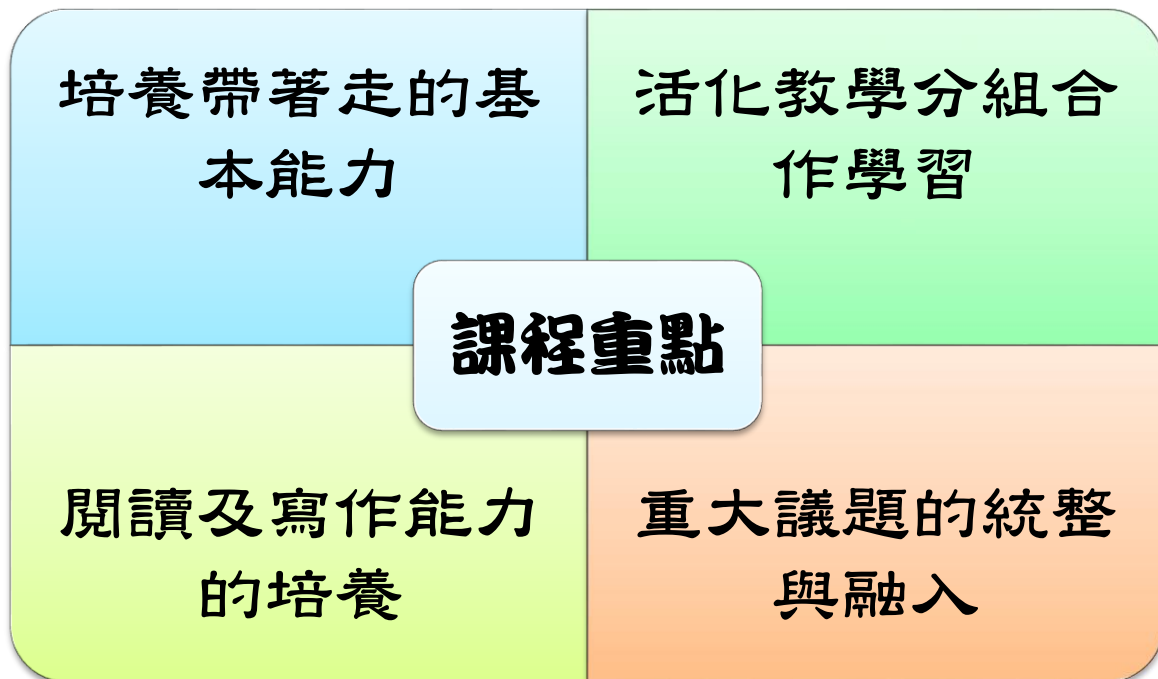 培養帶著走的基
本能力
活化教學分組合
作學習
課程重點
閱讀及寫作能力
的培養
重大議題的統整
與融入